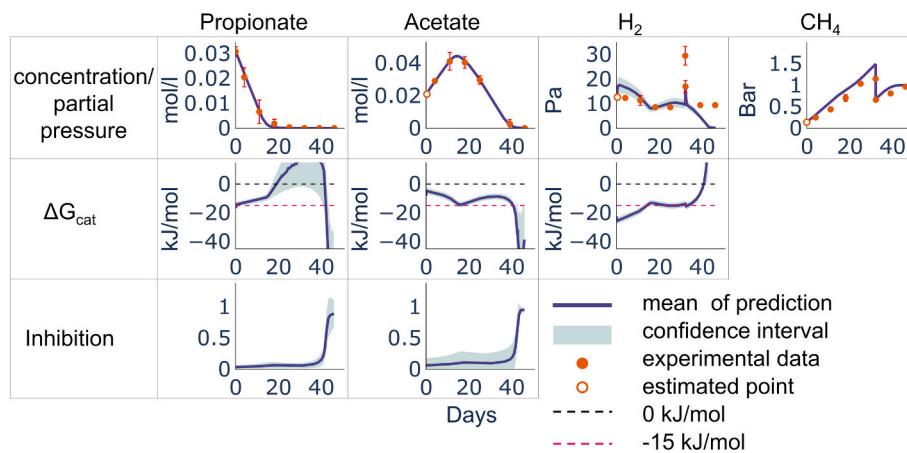 Propionate Acetate H2 CH4
concentration/
partial
pressure
mol/l
0.03
0.02
0.01
0
0 20 40
mol/l
0.04
0.02
0
0 20 40
Pa
30
20
10
0
0 20 40
Bar
1.5
1
0.5
0
0 20 40
ΔGcat
kJ/mol
0
−20
−40
0 20 40
kJ/mol
0
−20
−40
0 20 40
kJ/mol
0
−20
−40
0 20 40
Inhibition
1
0.5
0
0 20 40
1
0.5
0
0 20 40
Days
mean of prediction
confidence interval
experimental data
estimated point
0 kJ/mol
-15 kJ/mol